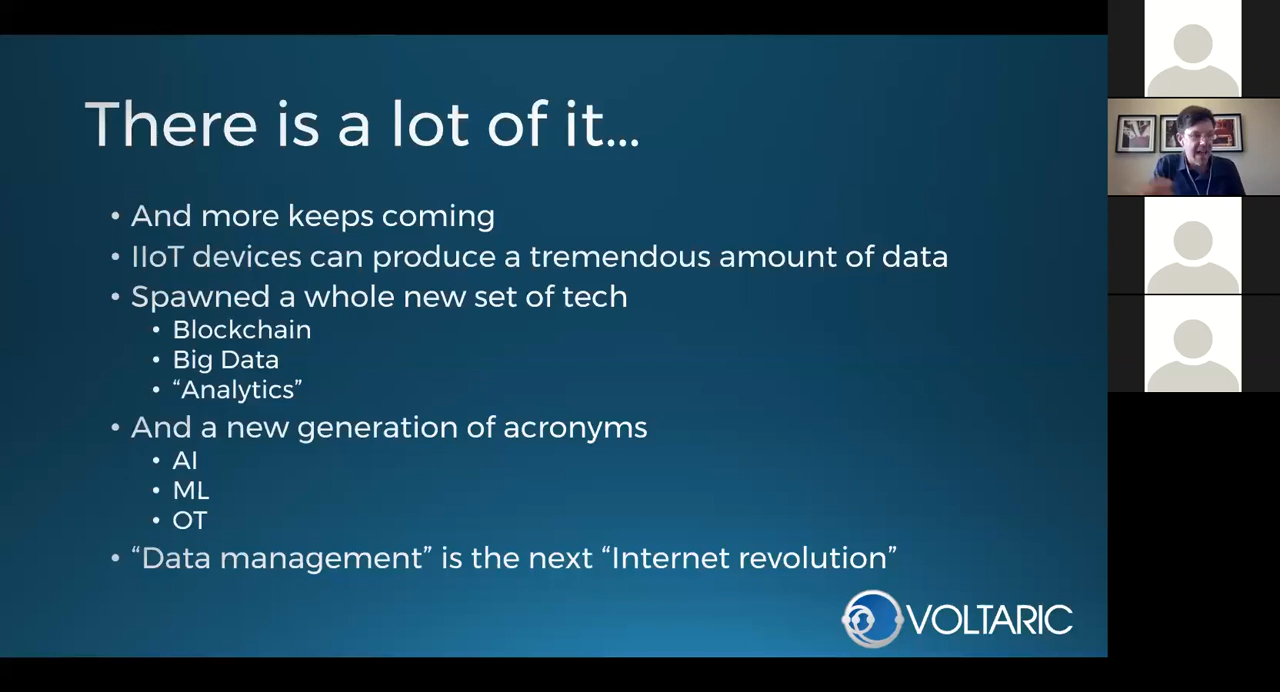 There is a lot of it...
• And more keeps coming
• IIoT devices can produce a tremendous amount of data
• Spawned a whole new set of tech
• Blockchain
• Big Data
• “Analytics”
• And a new generation of acronyms
• AI
• ML
• OT
• “Data management” is the next “Internet revolution”
VOLTARIC